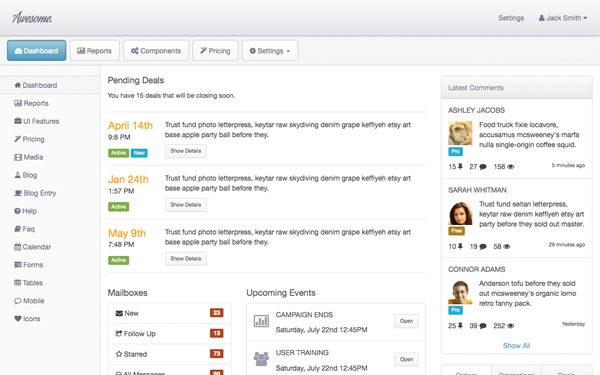 Awesome.
Settings
Jack Smith
Dashboard
Reports
Components
Pricing
Settings
Dashboard
Reports
UI Features
Pricing
Media
Blog
Blog Entry
Help
Faq
Calendar
Forms
Tables
Mobile
Icons
Pending Deals
You have 15 deals that will be closing soon.
April 14th
9:8 PM
Active New
Trust fund photo letterpress, keytar raw skydiving denim grape keffiyeh etsy art
base apple party ball before they.
Show Details
Jan 24th
1:57 PM
Active
Trust fund photo letterpress, keytar raw skydiving denim grape keffiyeh etsy art
base apple party ball before they.
Show Details
May 9th
7:48 PM
Active
Trust fund photo letterpress, keytar raw skydiving denim grape keffiyeh etsy art
base apple party ball before they.
Show Details
Mailboxes
New 23
Follow Up 13
Starred 73
All Messages 89
Upcoming Events
CAMPAIGN ENDS
Saturday, July 22nd 12:45PM
Open
USER TRAINING
Saturday, July 22nd 12:45PM
Open
Latest Comments
ASHLEY JACOBS
Food truck fixie locavore,
accusamus mcsweeney's marfa
nulla single-origin coffee squid.
Pro
15 27 158 5 minutes ago
SARAH WHITMAN
Trust fund seitan letterpress,
keytar raw denim keffiyeh etsy art
party before they sold out master.
Free
10 19 58 29 minutes ago
CONNOR ADAMS
Anderson tofu before they sold
out mcsweeney's organic lomo
retro fanny pack.
Pro
25 39 252 Yesterday
Show All
Orders Promotions Deals